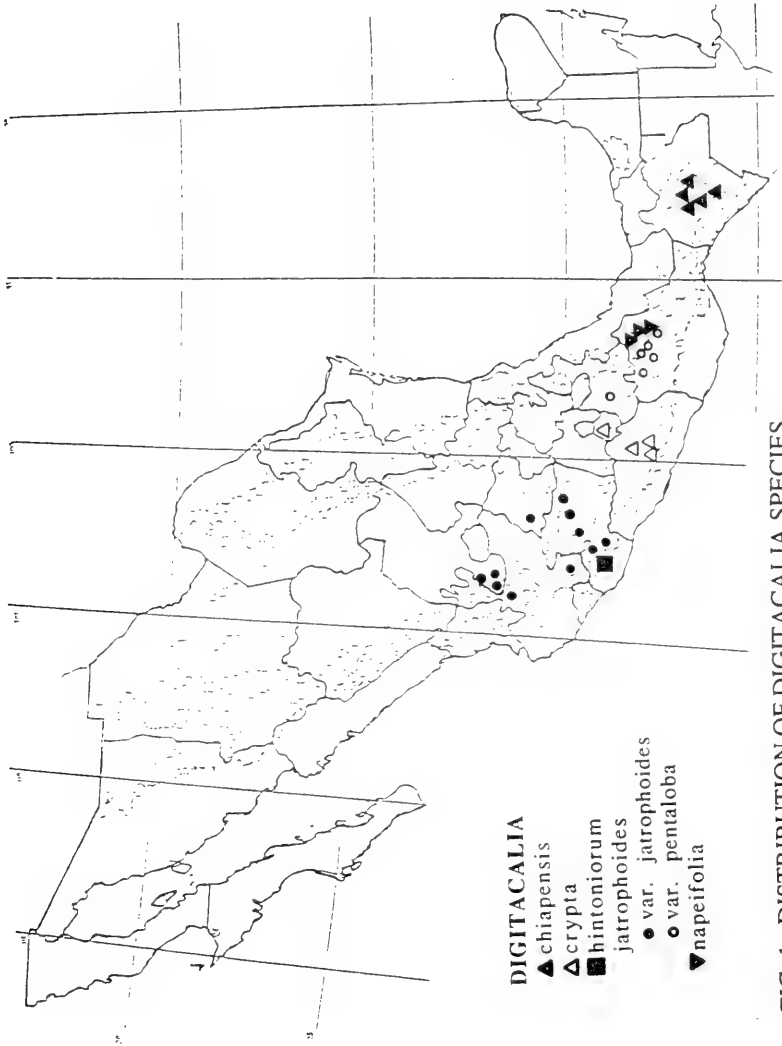 DIGITACALIA
▲ chiapensis
△ crypta
■ hintoniorum
jatrophoides
● var. jatrophoides
○ var. pentaloba
▼ napeifolia
FIG. 1. DISTRIBUTION OF DIGITACALIA SPECIES